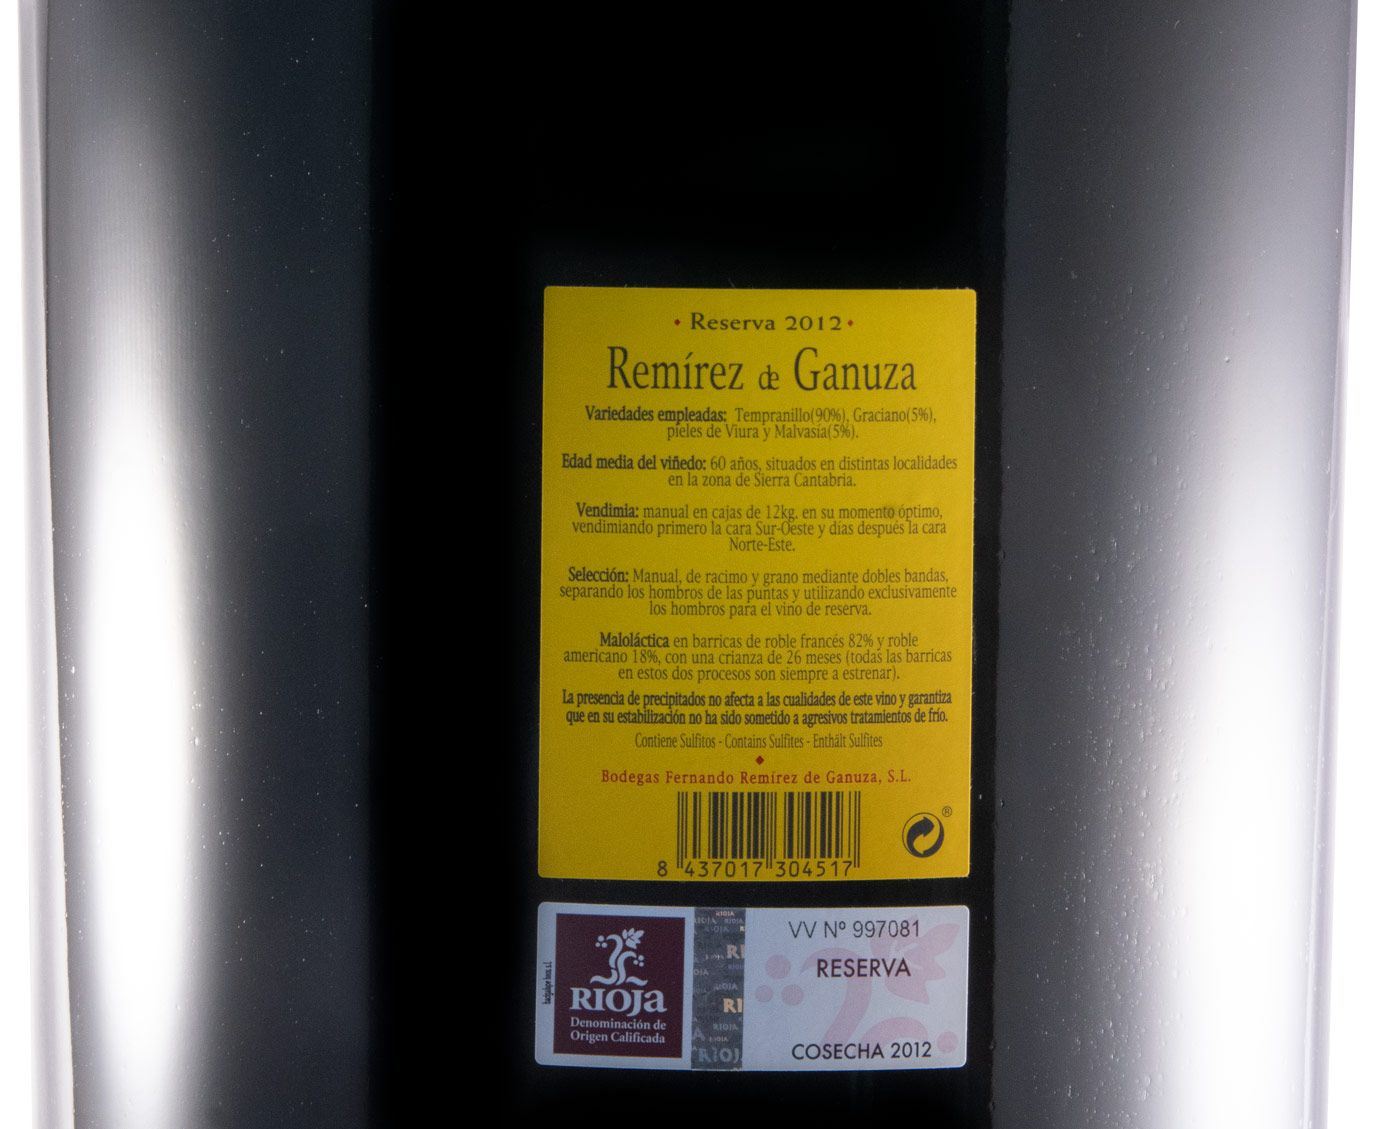 Reserva 2012
Remírez de Ganuza
Variedades empleadas: Tempranillo(90%), Graciano(5%),
pieles de Viura y Malvasía(5%).
Edad media del viñedo: 60 años, situados en distintas localidades
en la zona de Sierra Cantabria.
Vendimia: manual en cajas de 12kg. en su momento óptimo,
vendimiando primero la cara Sur-Oeste y días después la cara
Norte-Este.
Selección: Manual, de racimo y grano mediante dobles bandas,
separando los hombros de las puntas y utilizando exclusivamente
los hombros para el vino de reserva.
Maloláctica en barricas de roble francés 82% y roble
americano 18%, con una crianza de 26 meses (todas las barricas
en estos dos procesos son siempre a estrenar).
La presencia de precipitados no afecta a las cualidades de este vino y garantiza
que en su estabilización no ha sido sometido a agresivos tratamientos de frío.
Contiene Sulfitos - Contains Sulfites - Enthält Sulfites
Bodegas Fernando Remírez de Ganuza, S.L.
®
8 437017 304517
RIOJA
Denominación de
Origen Calificada
VV Nº 997081
RESERVA
COSECHA 2012